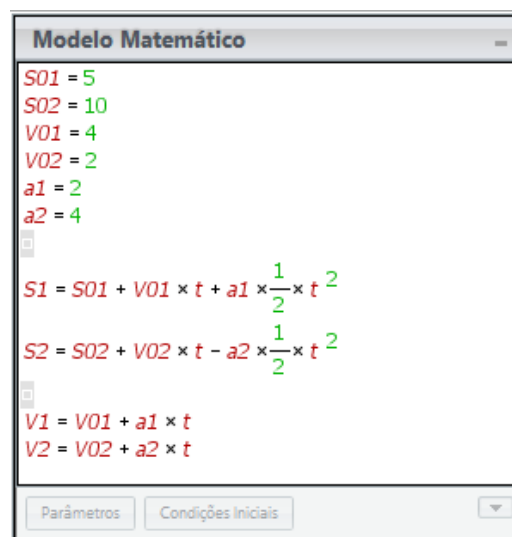 Modelo Matemático
S01 = 5
S02 = 10
V01 = 4
V02 = 2
a1 = 2
a2 = 4
S1 = S01 + V01 × t + a1 × 1/2 × t 2
S2 = S02 + V02 × t − a2 × 1/2 × t 2
V1 = V01 + a1 × t
V2 = V02 + a2 × t
Parâmetros Condições Iniciais